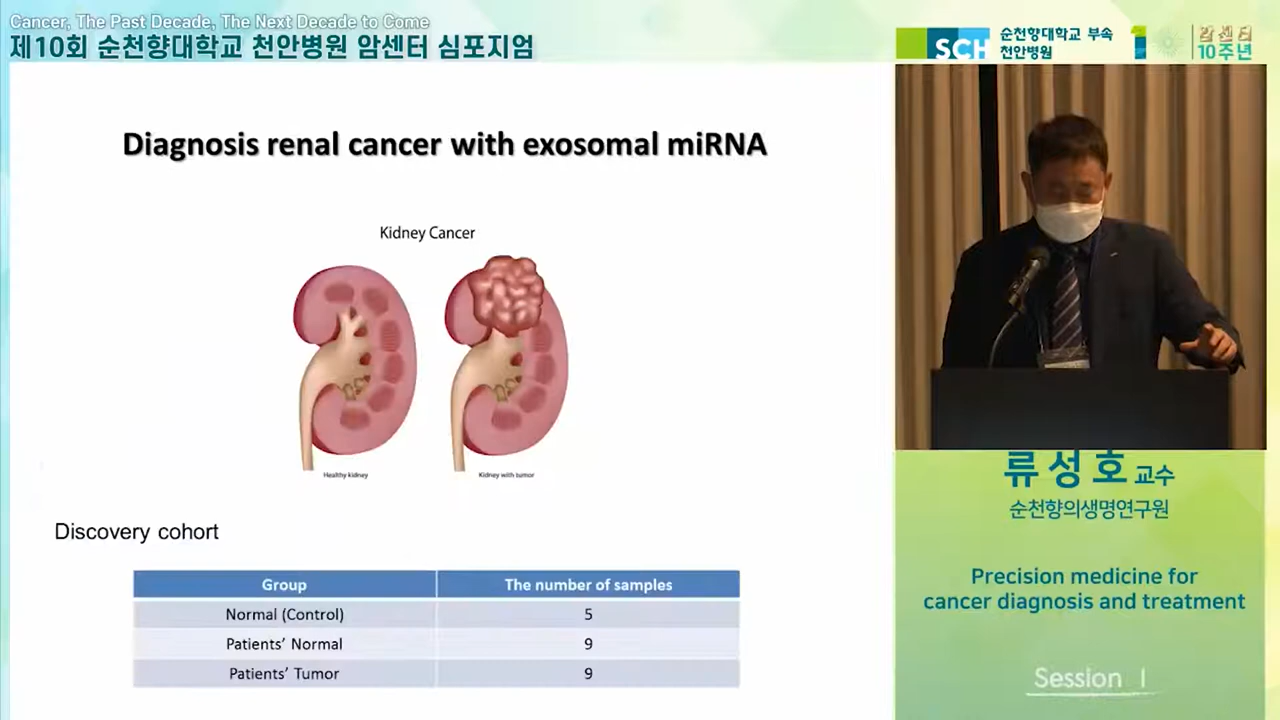 Cancer, The Past Decade, The Next Decade to Come
제10회 순천향대학교 천안병원 암센터 심포지엄
SCH
순천향대학교 부속
천안병원
암센터
10주년
Diagnosis renal cancer with exosomal miRNA
Kidney Cancer
Healthy kidney
Kidney with tumor
Discovery cohort
Group The number of samples
Normal (Control) 5
Patients' Normal 9
Patients' Tumor 9
류성호 교수
순천향의생명연구원
Precision medicine for
cancer diagnosis and treatment
Session I